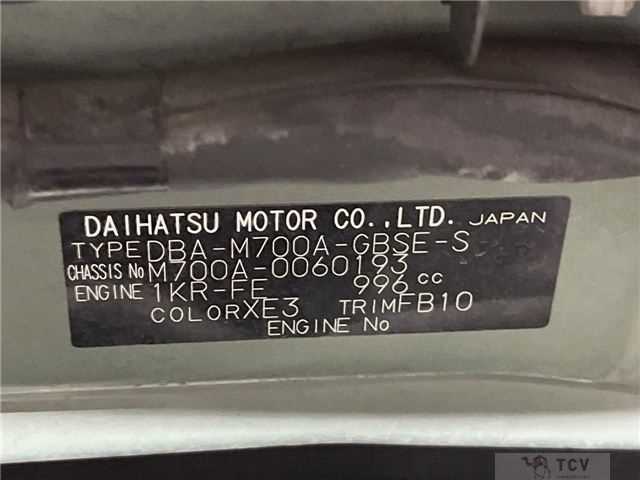 DAIHATSU MOTOR CO.,LTD. JAPAN
TYPE DBA-M700A-GBSE-S
CHASSIS No M700A-0060193
ENGINE 1KR-FE 996 cc
COLOR XE3 TRIM FB10
ENGINE No
TCV